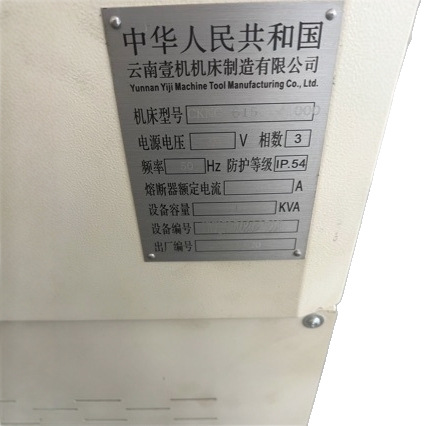 中华人民共和国
云南壹机机床制造有限公司
Yunnan Yiji Machine Tool Manufacturing Co., Ltd.
机床型号
电源电压 V 相数 3
频率 Hz 防护等级 IP.54
熔断器额定电流 A
设备容量 KVA
设备编号
出厂编号